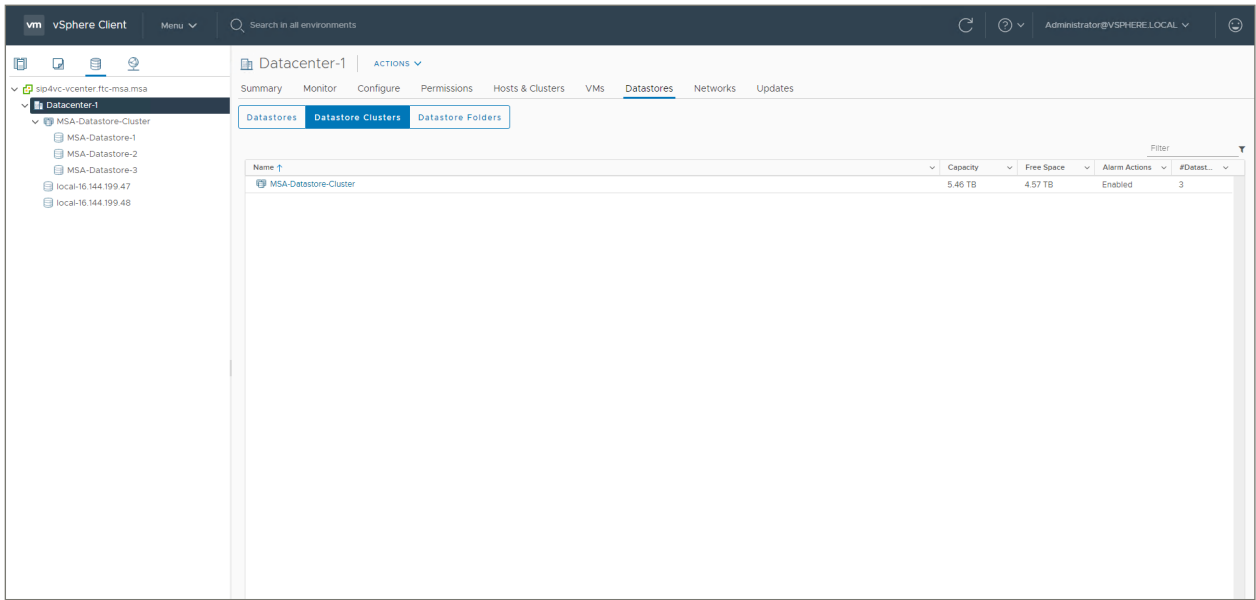 vm vSphere Client Menu Search in all environments Administrator@VSPHERE.LOCAL
sip4vc-vcenter.ftc-msa.msa
Datacenter-1
MSA-Datastore-Cluster
MSA-Datastore-1
MSA-Datastore-2
MSA-Datastore-3
local-16.144.199.47
local-16.144.199.48
Datacenter-1 ACTIONS
Summary Monitor Configure Permissions Hosts & Clusters VMs Datastores Networks Updates
Datastores Datastore Clusters Datastore Folders
Filter
Name ↑ Capacity Free Space Alarm Actions #Datast...
MSA-Datastore-Cluster 5.46 TB 4.57 TB Enabled 3